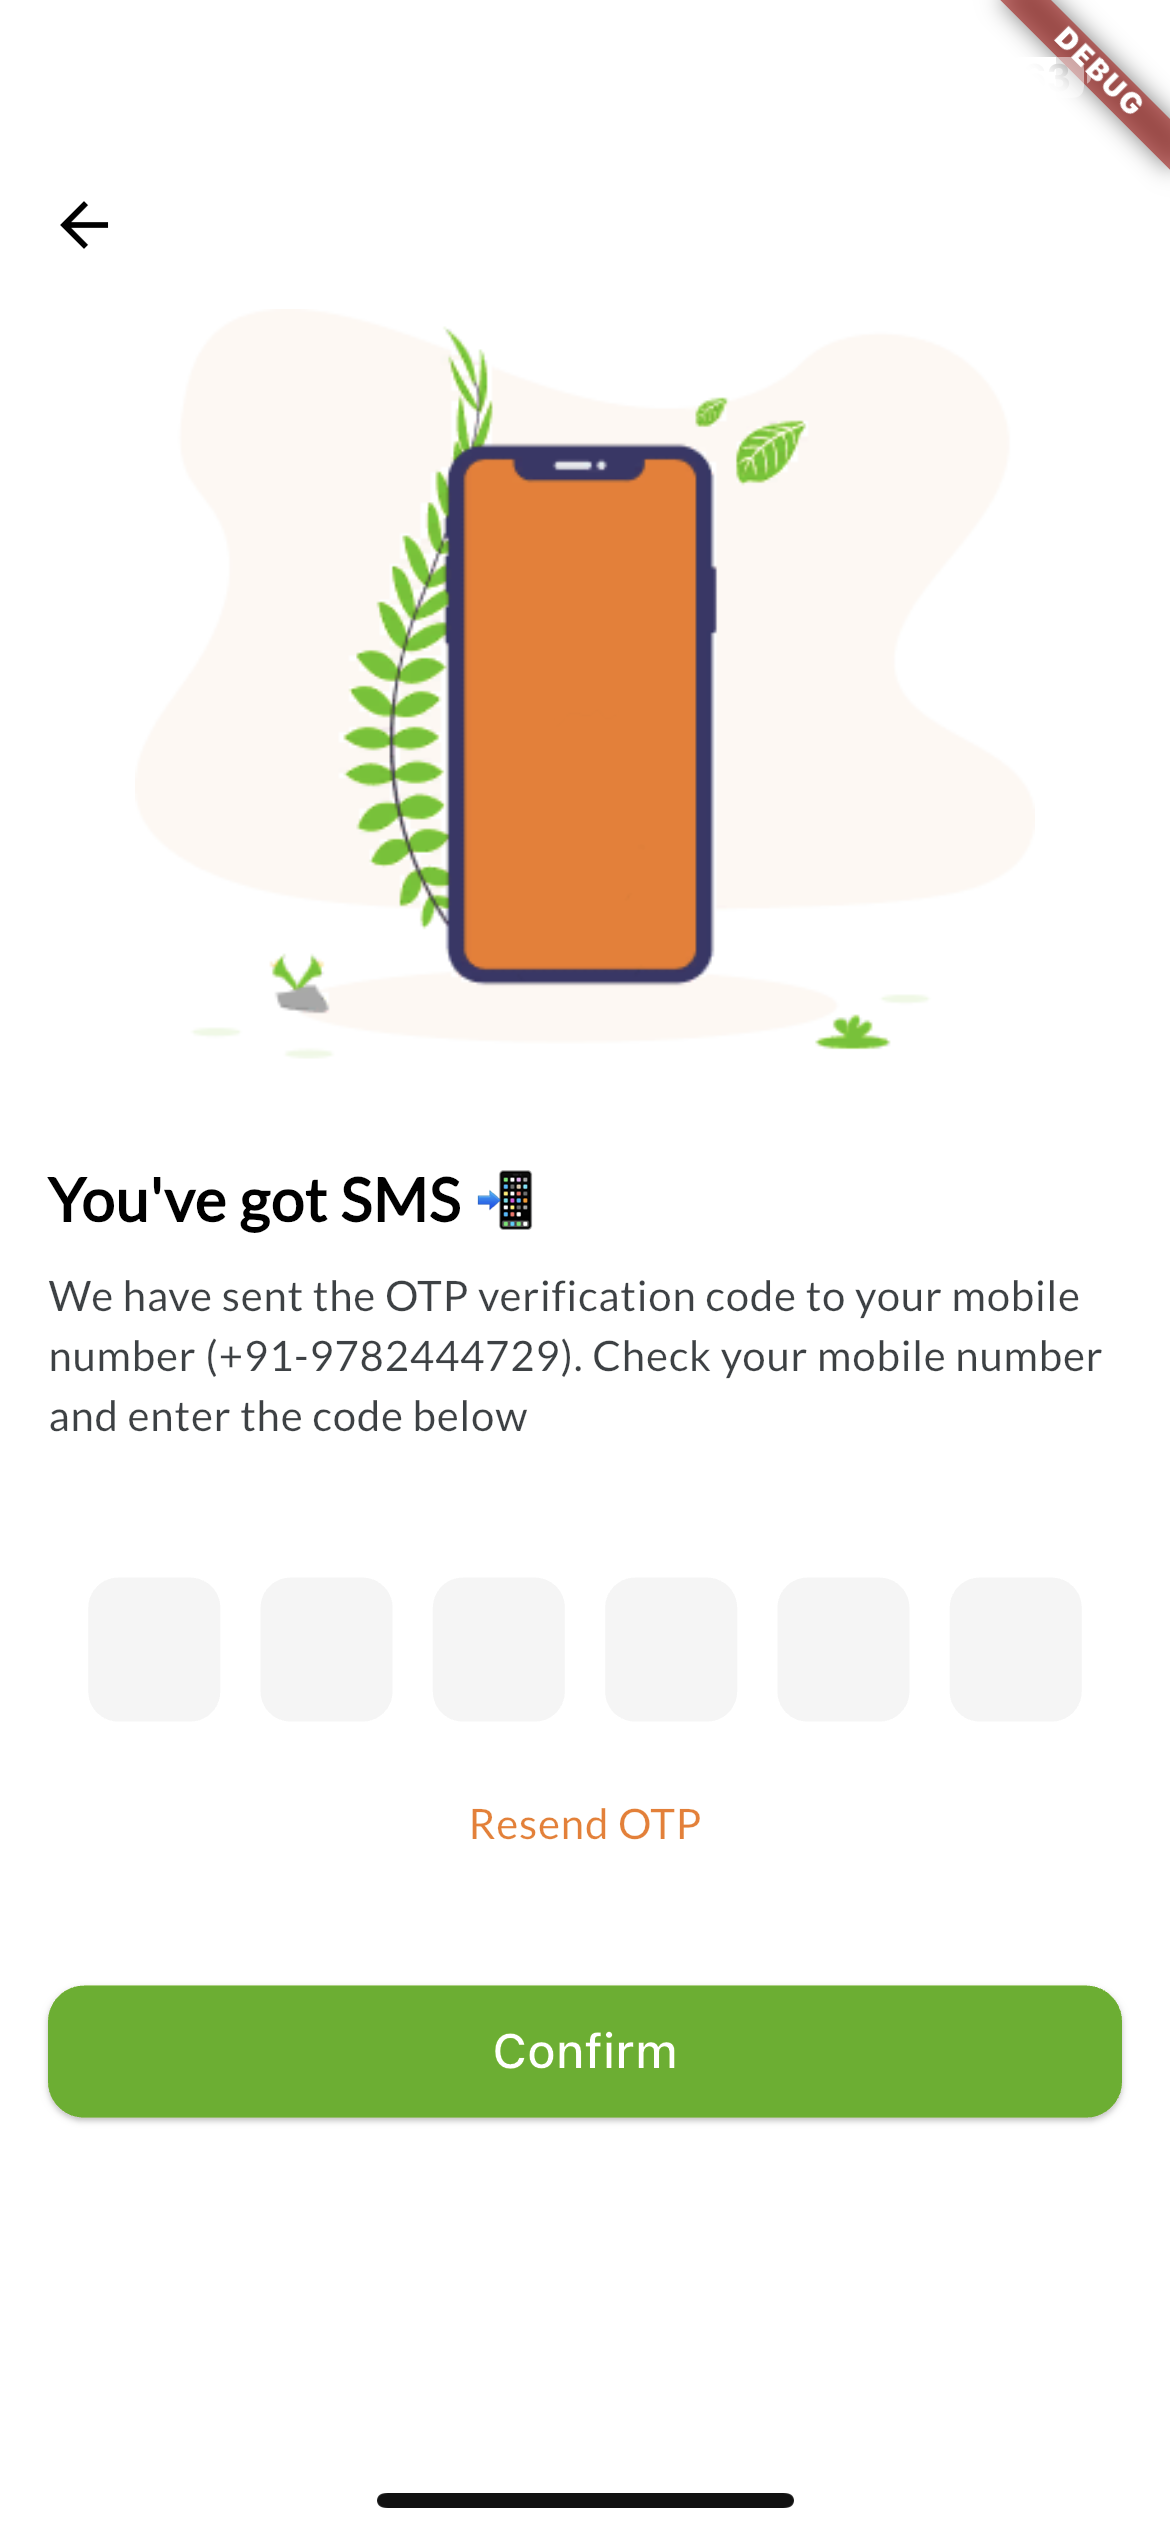 DEBUG
You've got SMS 📲
We have sent the OTP verification code to your mobile
number (+91-9782444729). Check your mobile number
and enter the code below
Resend OTP
Confirm